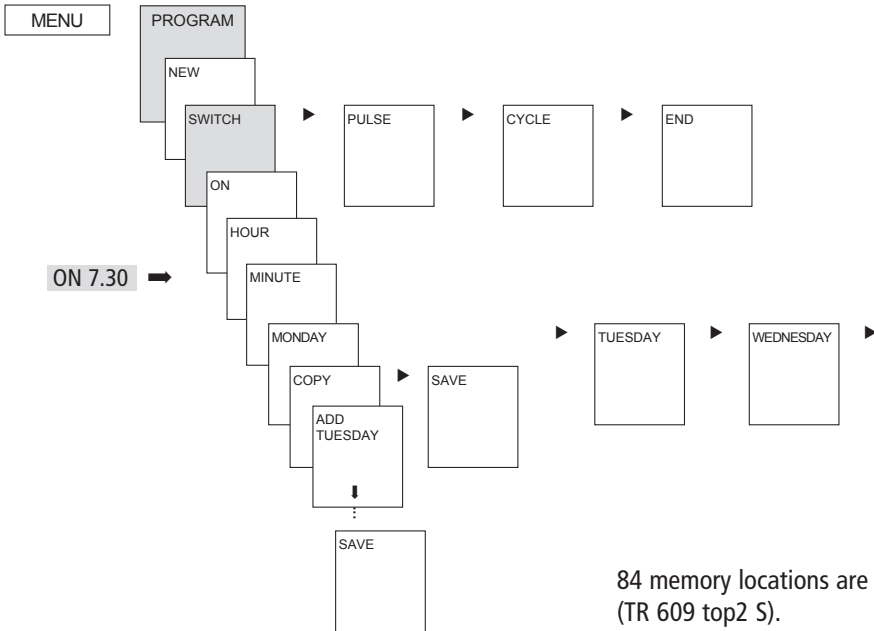 MENU
PROGRAM
NEW
SWITCH
PULSE
CYCLE
END
ON
HOUR
ON 7.30
MINUTE
MONDAY
TUESDAY
WEDNESDAY
COPY
SAVE
ADD
TUESDAY
SAVE
84 memory locations are
(TR 609 top2 S).